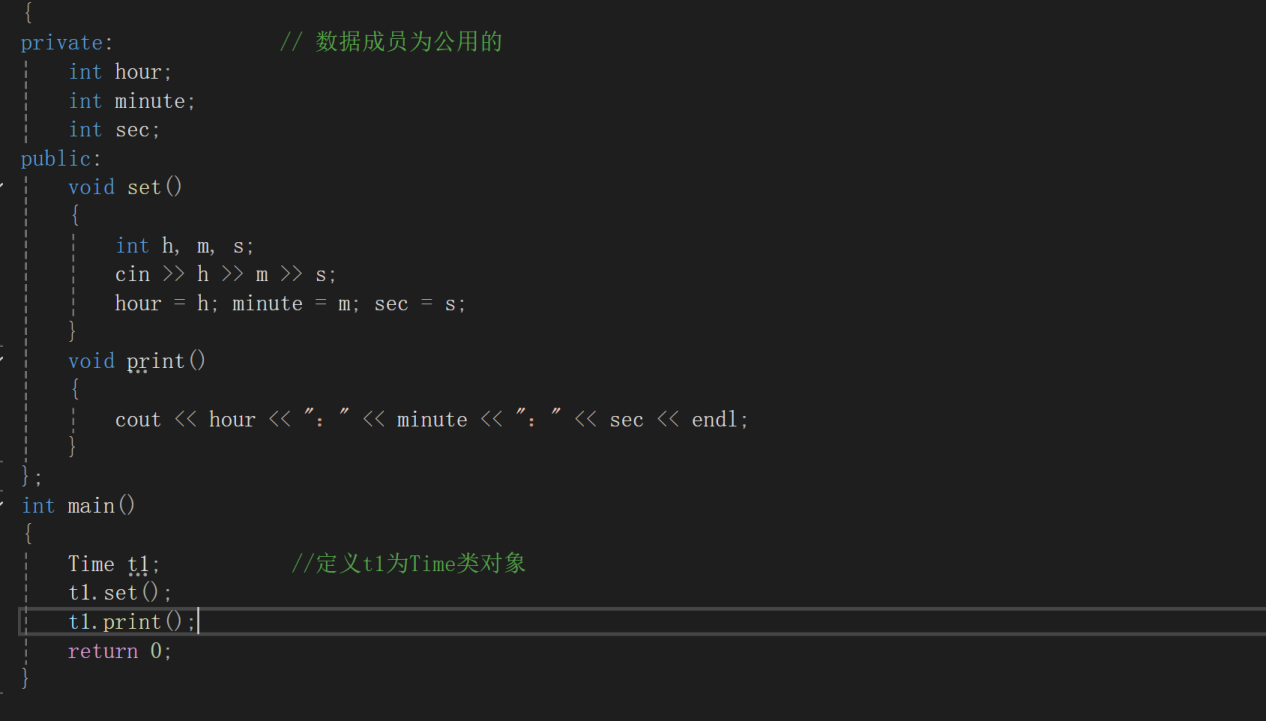 {
private:              // 数据成员为公用的
    int hour;
    int minute;
    int sec;
public:
    void set()
    {
        int h, m, s;
        cin >> h >> m >> s;
        hour = h; minute = m; sec = s;
    }
    void print()
    {
        cout << hour << "：" << minute << "：" << sec << endl;
    }
};
int main()
{
    Time t1;           //定义t1为Time类对象
    t1.set();
    t1.print();
    return 0;
}